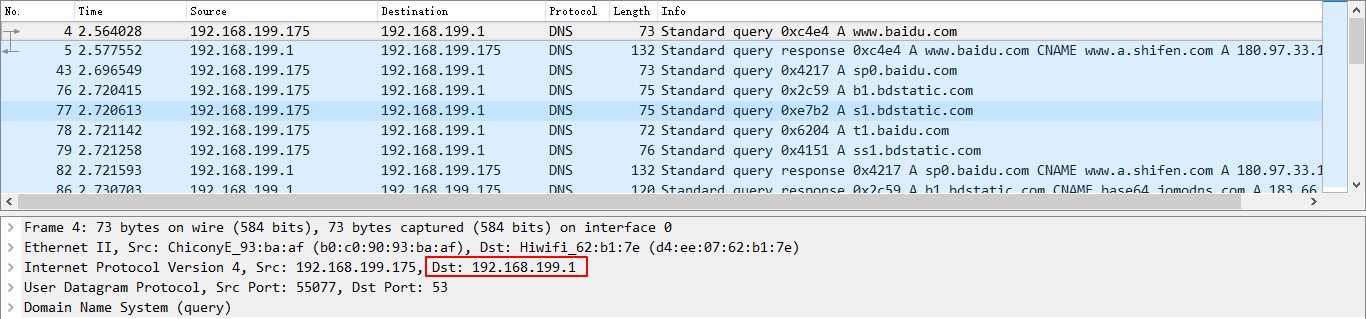 No. Time Source Destination Protocol Length Info
4 2.564028 192.168.199.175 192.168.199.1 DNS 73 Standard query 0xc4e4 A www.baidu.com
5 2.577552 192.168.199.1 192.168.199.175 DNS 132 Standard query response 0xc4e4 A www.baidu.com CNAME www.a.shifen.com A 180.97.33.1
43 2.696549 192.168.199.175 192.168.199.1 DNS 73 Standard query 0x4217 A sp0.baidu.com
76 2.720415 192.168.199.175 192.168.199.1 DNS 75 Standard query 0x2c59 A b1.bdstatic.com
77 2.720613 192.168.199.175 192.168.199.1 DNS 75 Standard query 0xe7b2 A s1.bdstatic.com
78 2.721142 192.168.199.175 192.168.199.1 DNS 72 Standard query 0x6204 A t1.baidu.com
79 2.721258 192.168.199.175 192.168.199.1 DNS 76 Standard query 0x4151 A ss1.bdstatic.com
82 2.721593 192.168.199.1 192.168.199.175 DNS 132 Standard query response 0x4217 A sp0.baidu.com CNAME www.a.shifen.com A 180.97.33.1
86 2.730703 192.168.199.1 192.168.199.175 DNS 120 Standard query response 0x2c59 A b1.bdstatic.com CNAME base64.jomodns.com A 183.66
Frame 4: 73 bytes on wire (584 bits), 73 bytes captured (584 bits) on interface 0
Ethernet II, Src: ChiconyE_93:ba:af (b0:c0:90:93:ba:af), Dst: Hiwifi_62:b1:7e (d4:ee:07:62:b1:7e)
Internet Protocol Version 4, Src: 192.168.199.175, Dst: 192.168.199.1
User Datagram Protocol, Src Port: 55077, Dst Port: 53
Domain Name System (query)